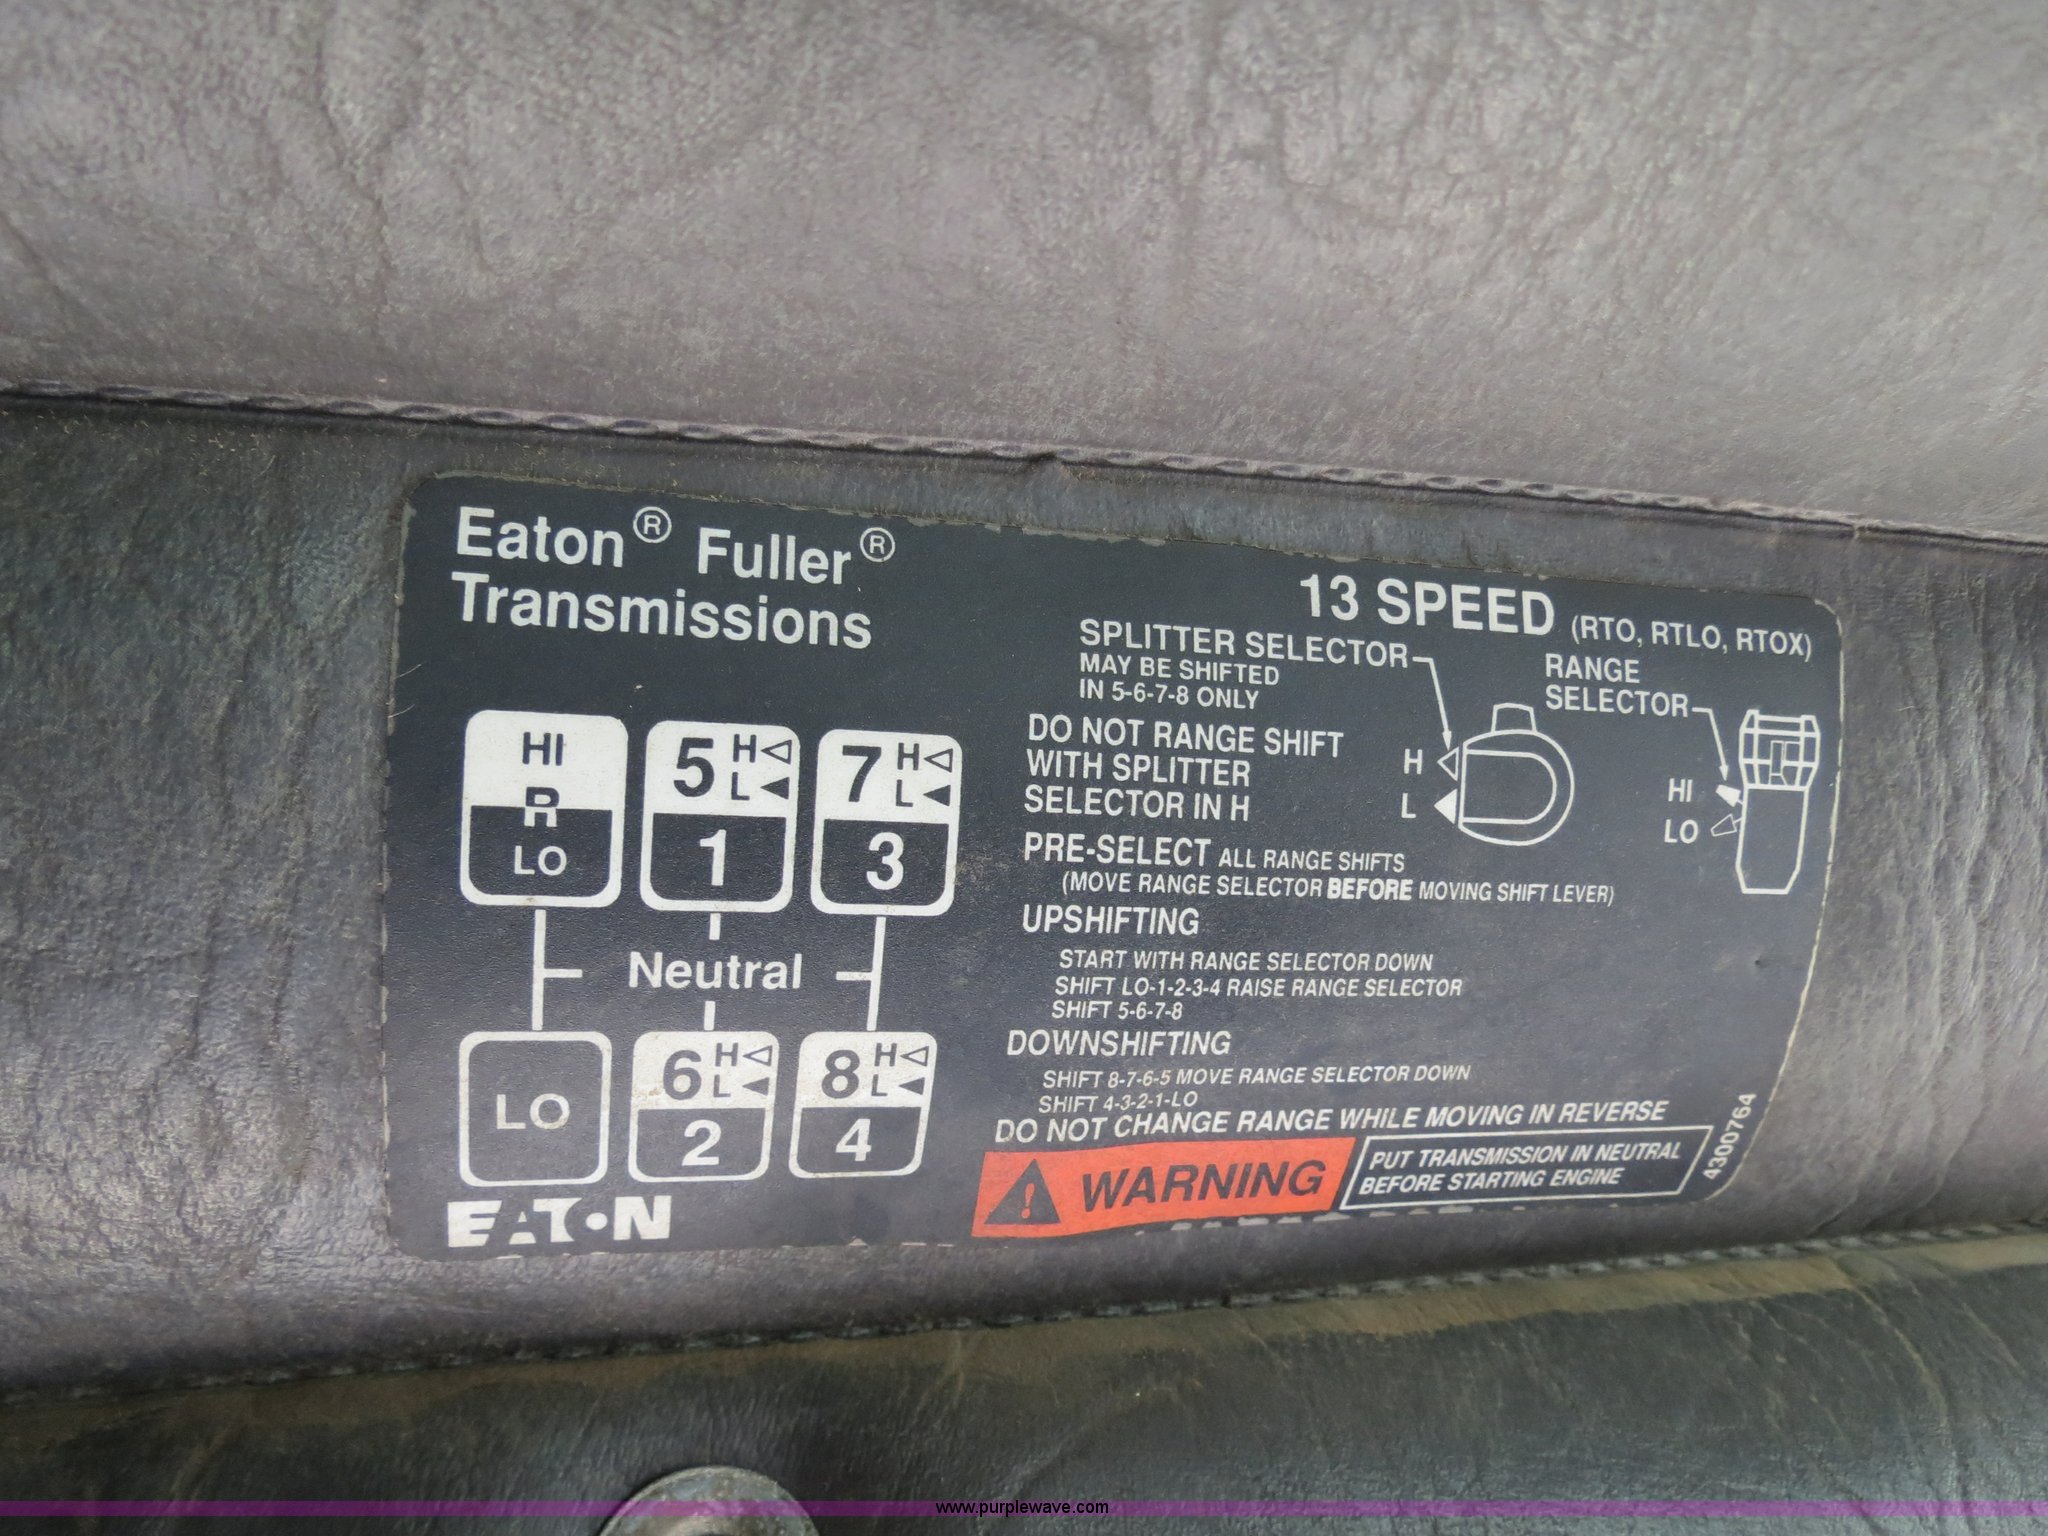 Eaton® Fuller®
Transmissions
HI
R
LO
5 H
L
1
7 H
L
3
Neutral
LO
6 H
L
2
8 H
L
4
EATON
13 SPEED (RTO, RTLO, RTOX)
SPLITTER SELECTOR
MAY BE SHIFTED
IN 5-6-7-8 ONLY
RANGE
SELECTOR
H
L
HI
LO
DO NOT RANGE SHIFT
WITH SPLITTER
SELECTOR IN H
PRE-SELECT ALL RANGE SHIFTS
(MOVE RANGE SELECTOR BEFORE MOVING SHIFT LEVER)
UPSHIFTING
START WITH RANGE SELECTOR DOWN
SHIFT LO-1-2-3-4 RAISE RANGE SELECTOR
SHIFT 5-6-7-8
DOWNSHIFTING
SHIFT 8-7-6-5 MOVE RANGE SELECTOR DOWN
SHIFT 4-3-2-1-LO
DO NOT CHANGE RANGE WHILE MOVING IN REVERSE
! WARNING
PUT TRANSMISSION IN NEUTRAL
BEFORE STARTING ENGINE
4300764
www.purplewave.com